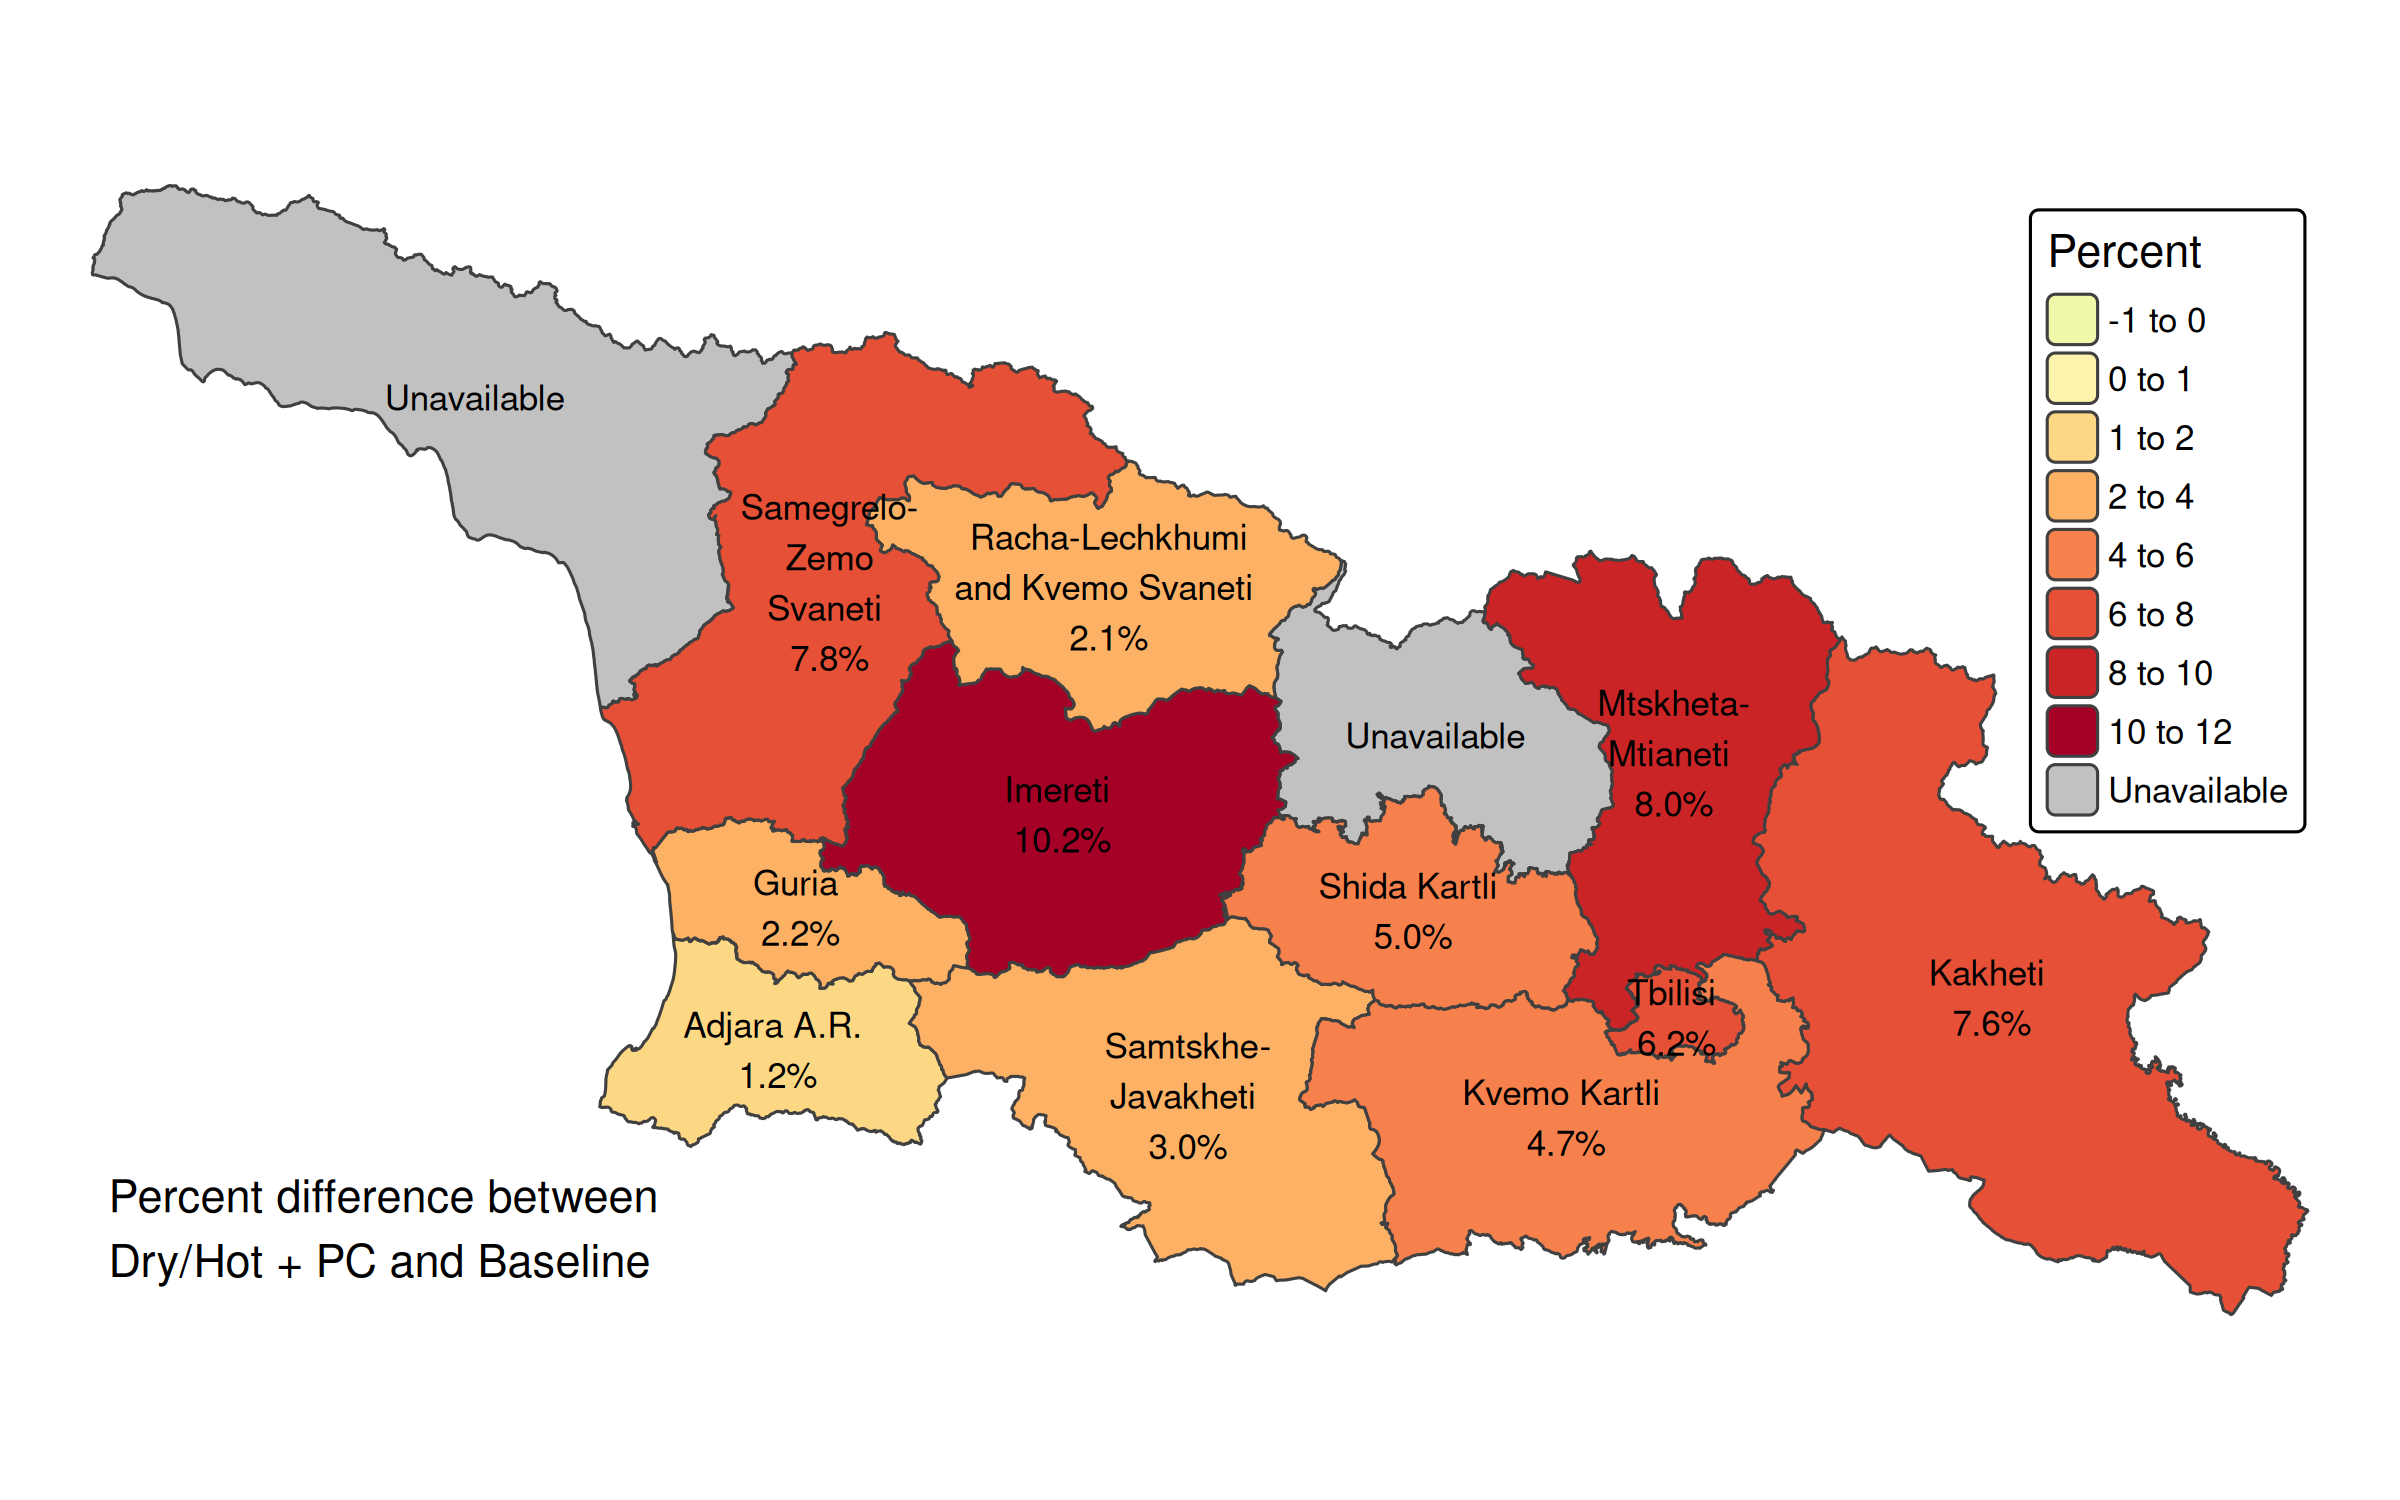 Unavailable
Samegrelo-
Zemo
Svaneti
7.8%
Racha-Lechkhumi
and Kvemo Svaneti
2.1%
Unavailable
Mtskheta-
Mtianeti
8.0%
Imereti
10.2%
Guria
2.2%
Shida Kartli
5.0%
Tbilisi
6.2%
Kakheti
7.6%
Adjara A.R.
1.2%
Samtskhe-
Javakheti
3.0%
Kvemo Kartli
4.7%
Percent
-1 to 0
0 to 1
1 to 2
2 to 4
4 to 6
6 to 8
8 to 10
10 to 12
Unavailable
Percent difference between
Dry/Hot + PC and Baseline